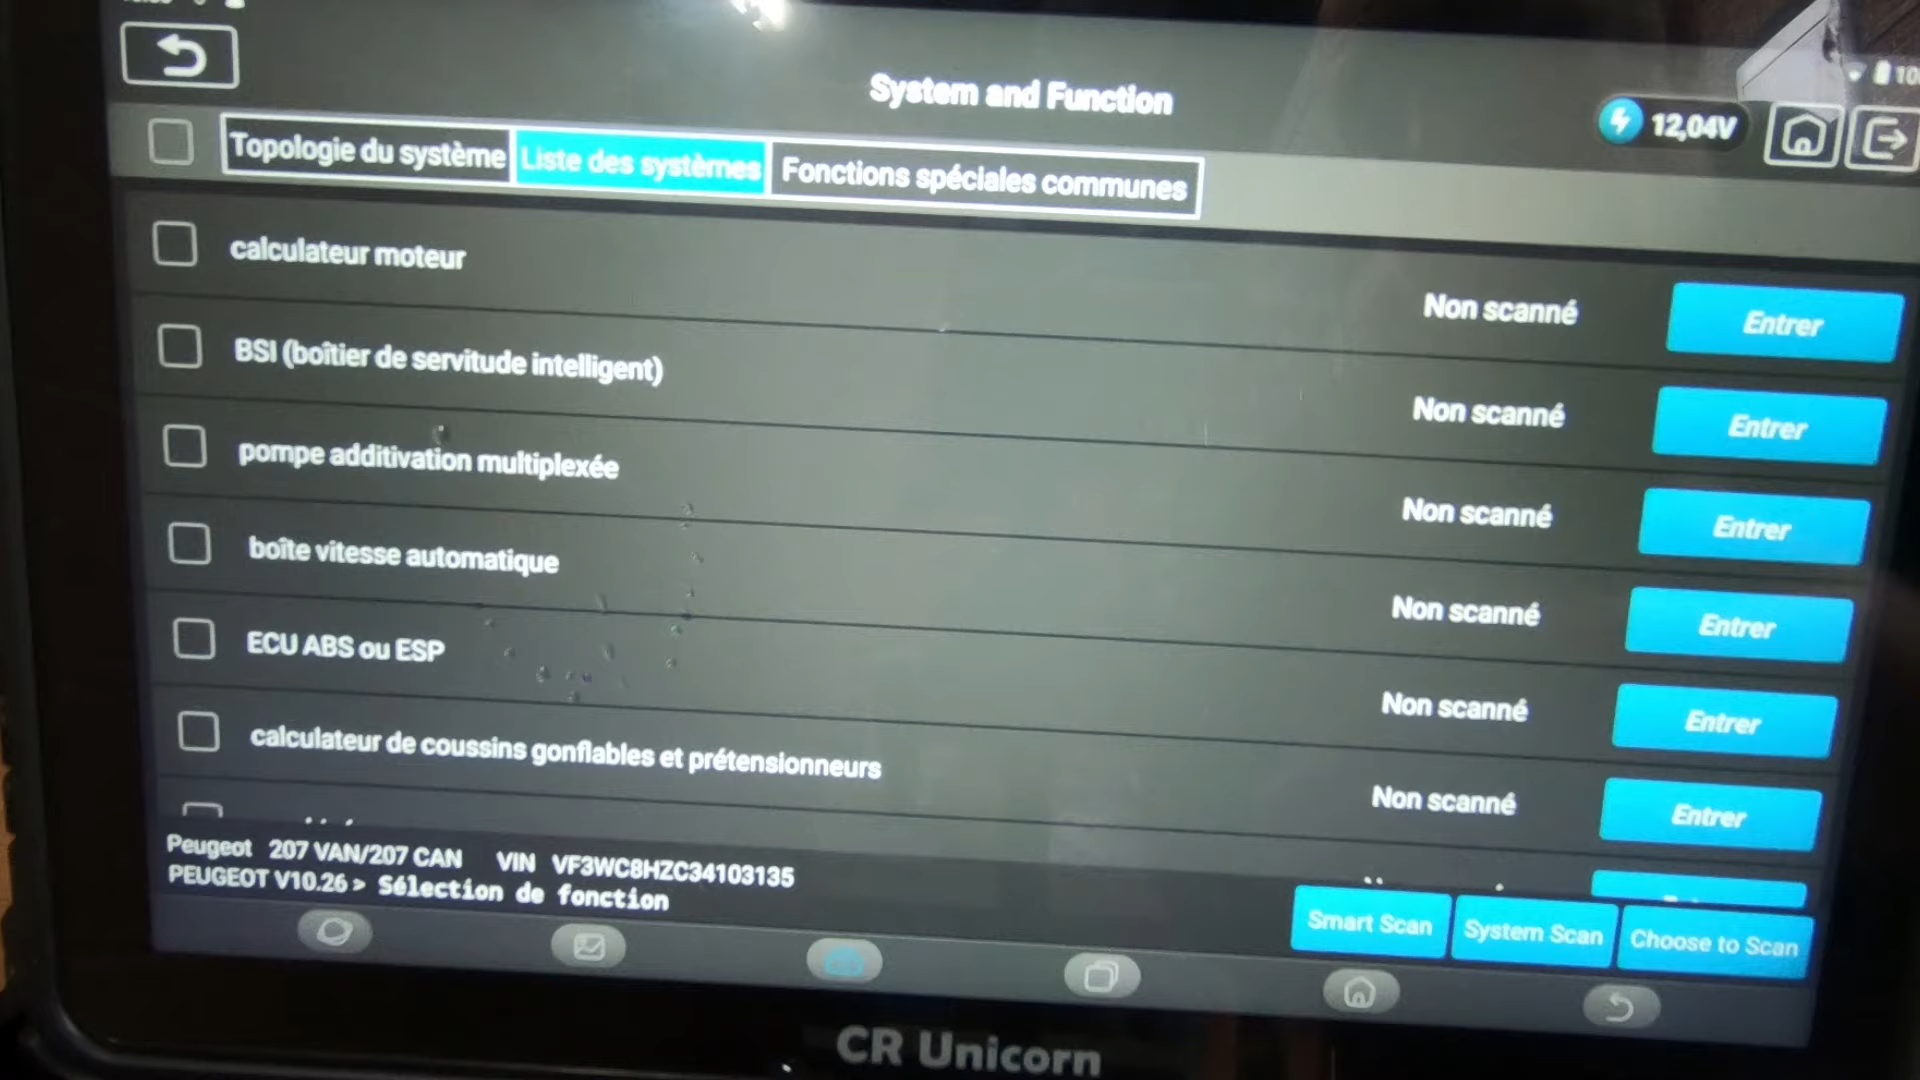 System and Function
12,04V
Topologie du système
Liste des systèmes
Fonctions spéciales communes
calculateur moteur
Non scanné
Entrer
BSI (boîtier de servitude intelligent)
Non scanné
Entrer
pompe additivation multiplexée
Non scanné
Entrer
boîte vitesse automatique
Non scanné
Entrer
ECU ABS ou ESP
Non scanné
Entrer
calculateur de coussins gonflables et prétensionneurs
Non scanné
Entrer
Peugeot 207 VAN/207 CAN VIN VF3WC8HZC34103135
PEUGEOT V10.26 > Sélection de fonction
Smart Scan
System Scan
Choose to Scan
CR Unicorn